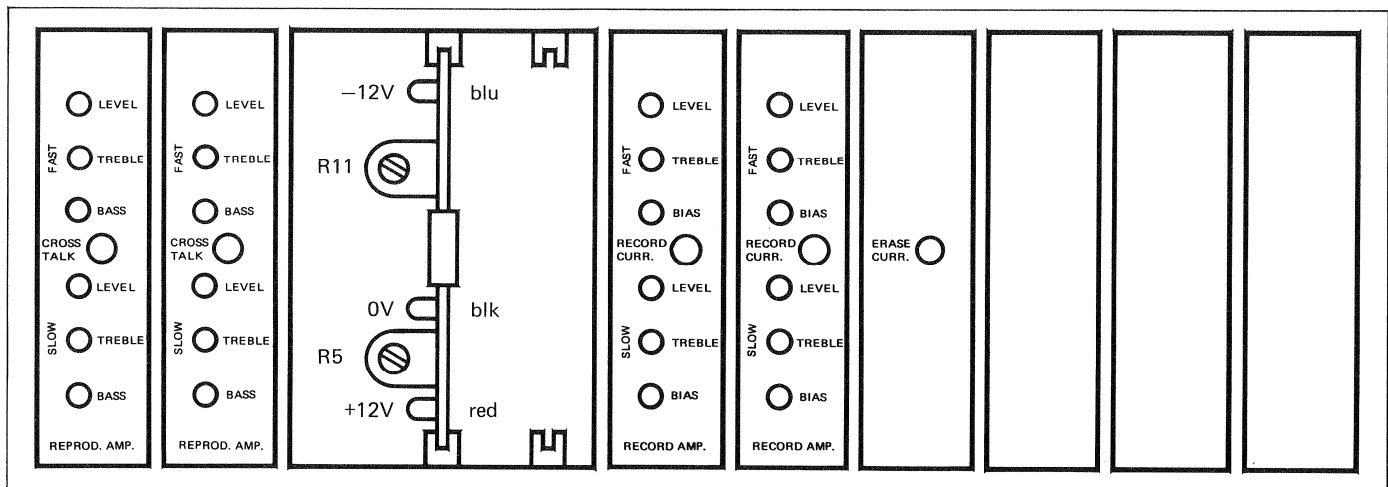 LEVEL
FAST
TREBLE
BASS
CROSS
TALK
LEVEL
SLOW
TREBLE
BASS
REPROD. AMP.
LEVEL
FAST
TREBLE
BASS
CROSS
TALK
LEVEL
SLOW
TREBLE
BASS
REPROD. AMP.
−12V blu
R11
0V blk
R5
+12V red
LEVEL
FAST
TREBLE
BIAS
RECORD
CURR.
LEVEL
SLOW
TREBLE
BIAS
RECORD AMP.
LEVEL
FAST
TREBLE
BIAS
RECORD
CURR.
LEVEL
SLOW
TREBLE
BIAS
RECORD AMP.
ERASE
CURR.